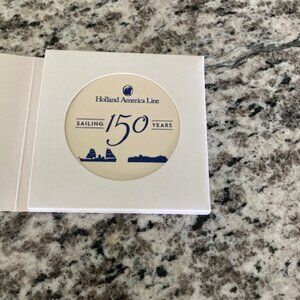 Holland America Line
SAILING 150 YEARS